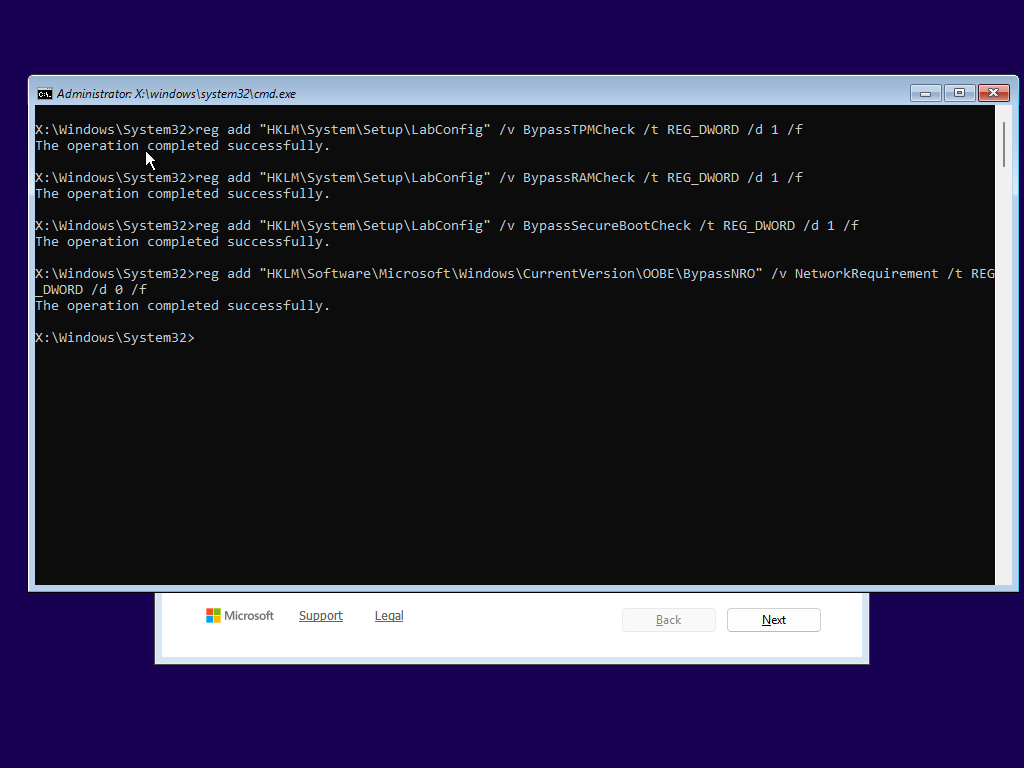 Administrator: X:\windows\system32\cmd.exe
X:\Windows\System32>reg add "HKLM\System\Setup\LabConfig" /v BypassTPMCheck /t REG_DWORD /d 1 /f
The operation completed successfully.
X:\Windows\System32>reg add "HKLM\System\Setup\LabConfig" /v BypassRAMCheck /t REG_DWORD /d 1 /f
The operation completed successfully.
X:\Windows\System32>reg add "HKLM\System\Setup\LabConfig" /v BypassSecureBootCheck /t REG_DWORD /d 1 /f
The operation completed successfully.
X:\Windows\System32>reg add "HKLM\Software\Microsoft\Windows\CurrentVersion\OOBE\BypassNRO" /v NetworkRequirement /t REG
_DWORD /d 0 /f
The operation completed successfully.
X:\Windows\System32>
Microsoft Support Legal Back Next